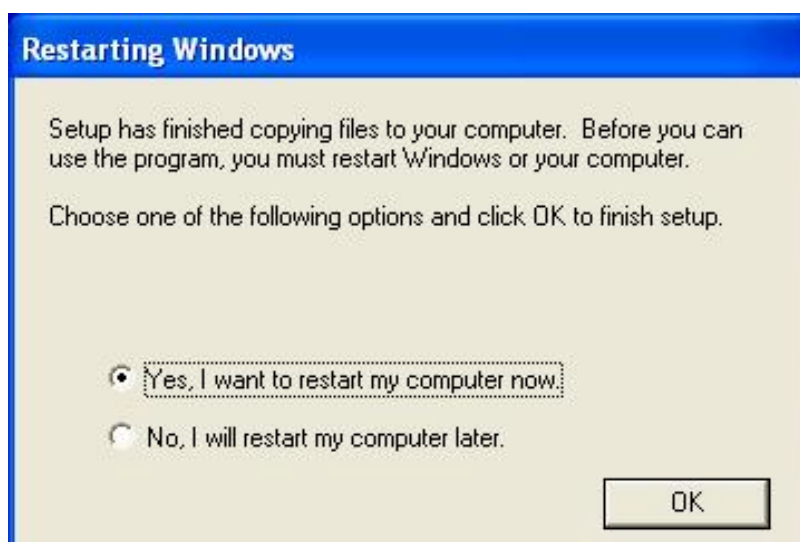 Restarting Windows
Setup has finished copying files to your computer.  Before you can
use the program, you must restart Windows or your computer.
Choose one of the following options and click OK to finish setup.
Yes, I want to restart my computer now.
No, I will restart my computer later.
OK